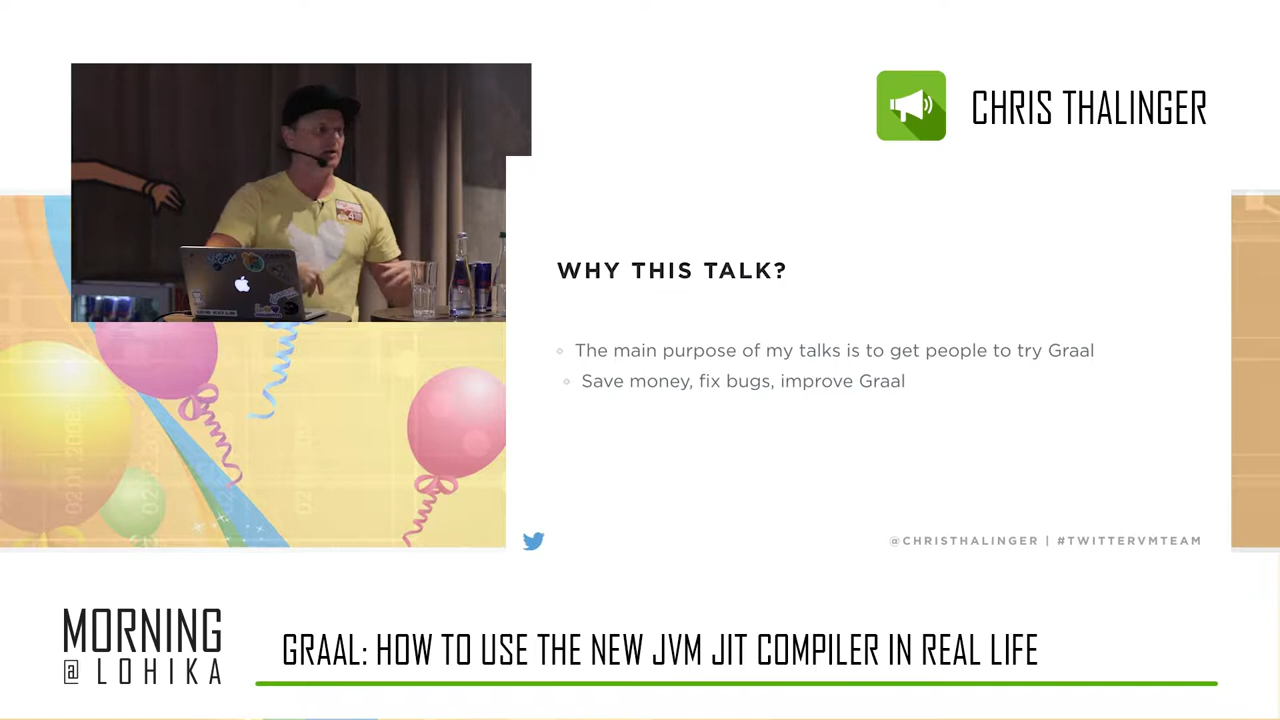 CHRIS THALINGER
WHY THIS TALK?
The main purpose of my talks is to get people to try Graal
Save money, fix bugs, improve Graal
@CHRISTHALINGER | #TWITTERVMTEAM
MORNING
@ LOHIKA
GRAAL: HOW TO USE THE NEW JVM JIT COMPILER IN REAL LIFE